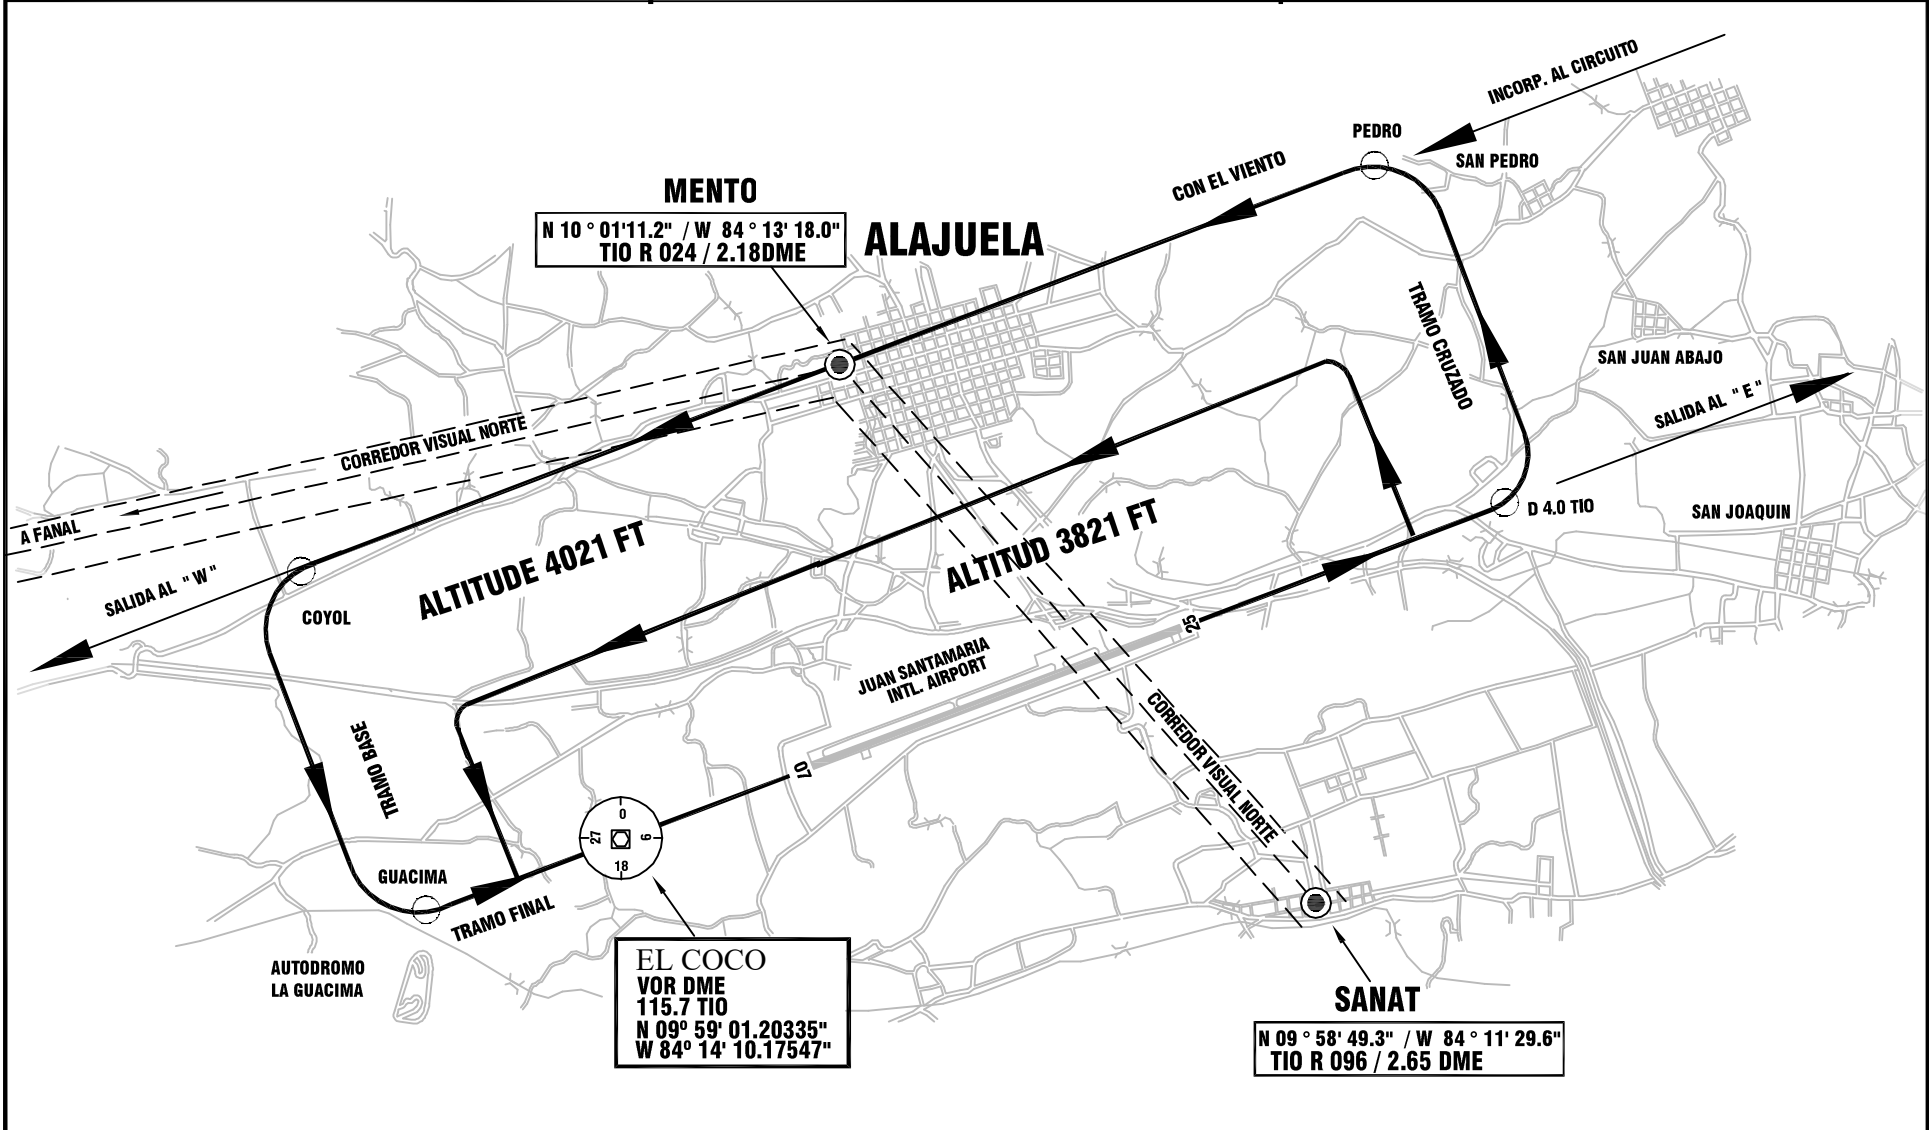 INCORP. AL CIRCUITO
PEDRO
SAN PEDRO
CON EL VIENTO
MENTO
N 10 ° 01'11.2" / W 84 ° 13' 18.0"
TIO R 024 / 2.18DME
ALAJUELA
TRAMO CRUZADO
SAN JUAN ABAJO
SALIDA AL " E "
CORREDOR VISUAL NORTE
A FANAL
D 4.0 TIO
SAN JOAQUIN
ALTITUDE 4021 FT
ALTITUD 3821 FT
SALIDA AL " W "
COYOL
25
JUAN SANTAMARIA
INTL. AIRPORT
CORREDOR VISUAL NORTE
TRAMO BASE
07
0
27
9
18
GUACIMA
TRAMO FINAL
AUTODROMO
LA GUACIMA
EL COCO
VOR DME
115.7 TIO
N 09º 59' 01.20335"
W 84º 14' 10.17547"
SANAT
N 09 ° 58' 49.3" / W 84 ° 11' 29.6"
TIO R 096 / 2.65 DME